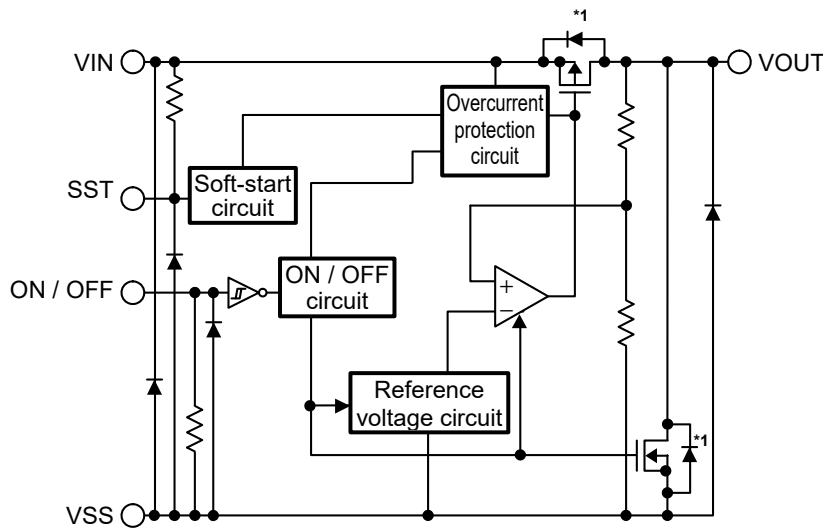 *1
VIN
VOUT
Overcurrent
protection
circuit
SST
Soft-start
circuit
ON / OFF
ON / OFF
circuit
+
−
Reference
voltage circuit
*1
VSS